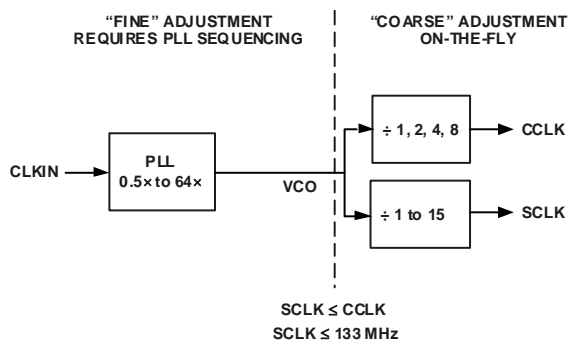 “FINE” ADJUSTMENT
REQUIRES PLL SEQUENCING
“COARSE” ADJUSTMENT
ON-THE-FLY
CLKIN
PLL
0.5× to 64×
VCO
÷ 1, 2, 4, 8
CCLK
÷ 1 to 15
SCLK
SCLK ≤ CCLK
SCLK ≤ 133 MHz